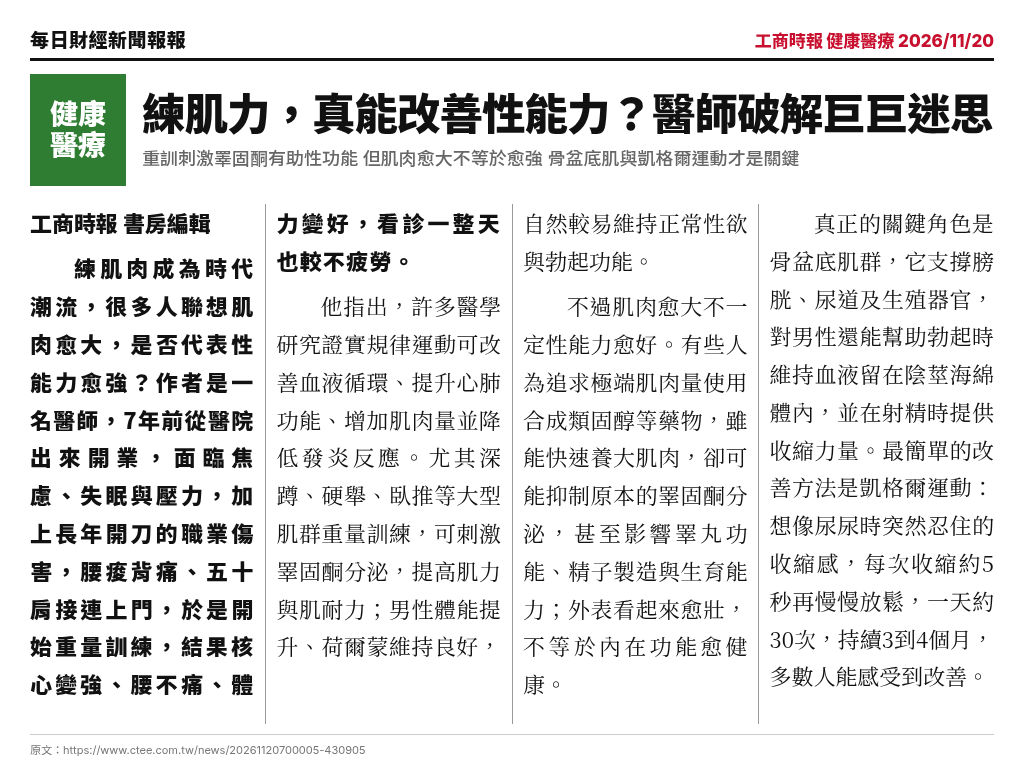 每日財經新聞報報
工商時報 健康醫療 2026/11/20
健康
醫療
練肌力，真能改善性能力？醫師破解巨巨迷思
重訓刺激睪固酮有助性功能 但肌肉愈大不等於愈強 骨盆底肌與凱格爾運動才是關鍵
工商時報 書房編輯
練肌肉成為時代
潮流，很多人聯想肌
肉愈大，是否代表性
能力愈強？作者是一
名醫師，7年前從醫院
出來開業，面臨焦
慮、失眠與壓力，加
上長年開刀的職業傷
害，腰痠背痛、五十
肩接連上門，於是開
始重量訓練，結果核
心變強、腰不痛、體
力變好，看診一整天
也較不疲勞。
他指出，許多醫學
研究證實規律運動可改
善血液循環、提升心肺
功能、增加肌肉量並降
低發炎反應。尤其深
蹲、硬舉、臥推等大型
肌群重量訓練，可刺激
睪固酮分泌，提高肌力
與肌耐力；男性體能提
升、荷爾蒙維持良好，
自然較易維持正常性欲
與勃起功能。
不過肌肉愈大不一
定性能力愈好。有些人
為追求極端肌肉量使用
合成類固醇等藥物，雖
能快速養大肌肉，卻可
能抑制原本的睪固酮分
泌，甚至影響睪丸功
能、精子製造與生育能
力；外表看起來愈壯，
不等於內在功能愈健
康。
真正的關鍵角色是
骨盆底肌群，它支撐膀
胱、尿道及生殖器官，
對男性還能幫助勃起時
維持血液留在陰莖海綿
體內，並在射精時提供
收縮力量。最簡單的改
善方法是凱格爾運動：
想像尿尿時突然忍住的
收縮感，每次收縮約5
秒再慢慢放鬆，一天約
30次，持續3到4個月，
多數人能感受到改善。
原文：https://www.ctee.com.tw/news/20261120700005-430905